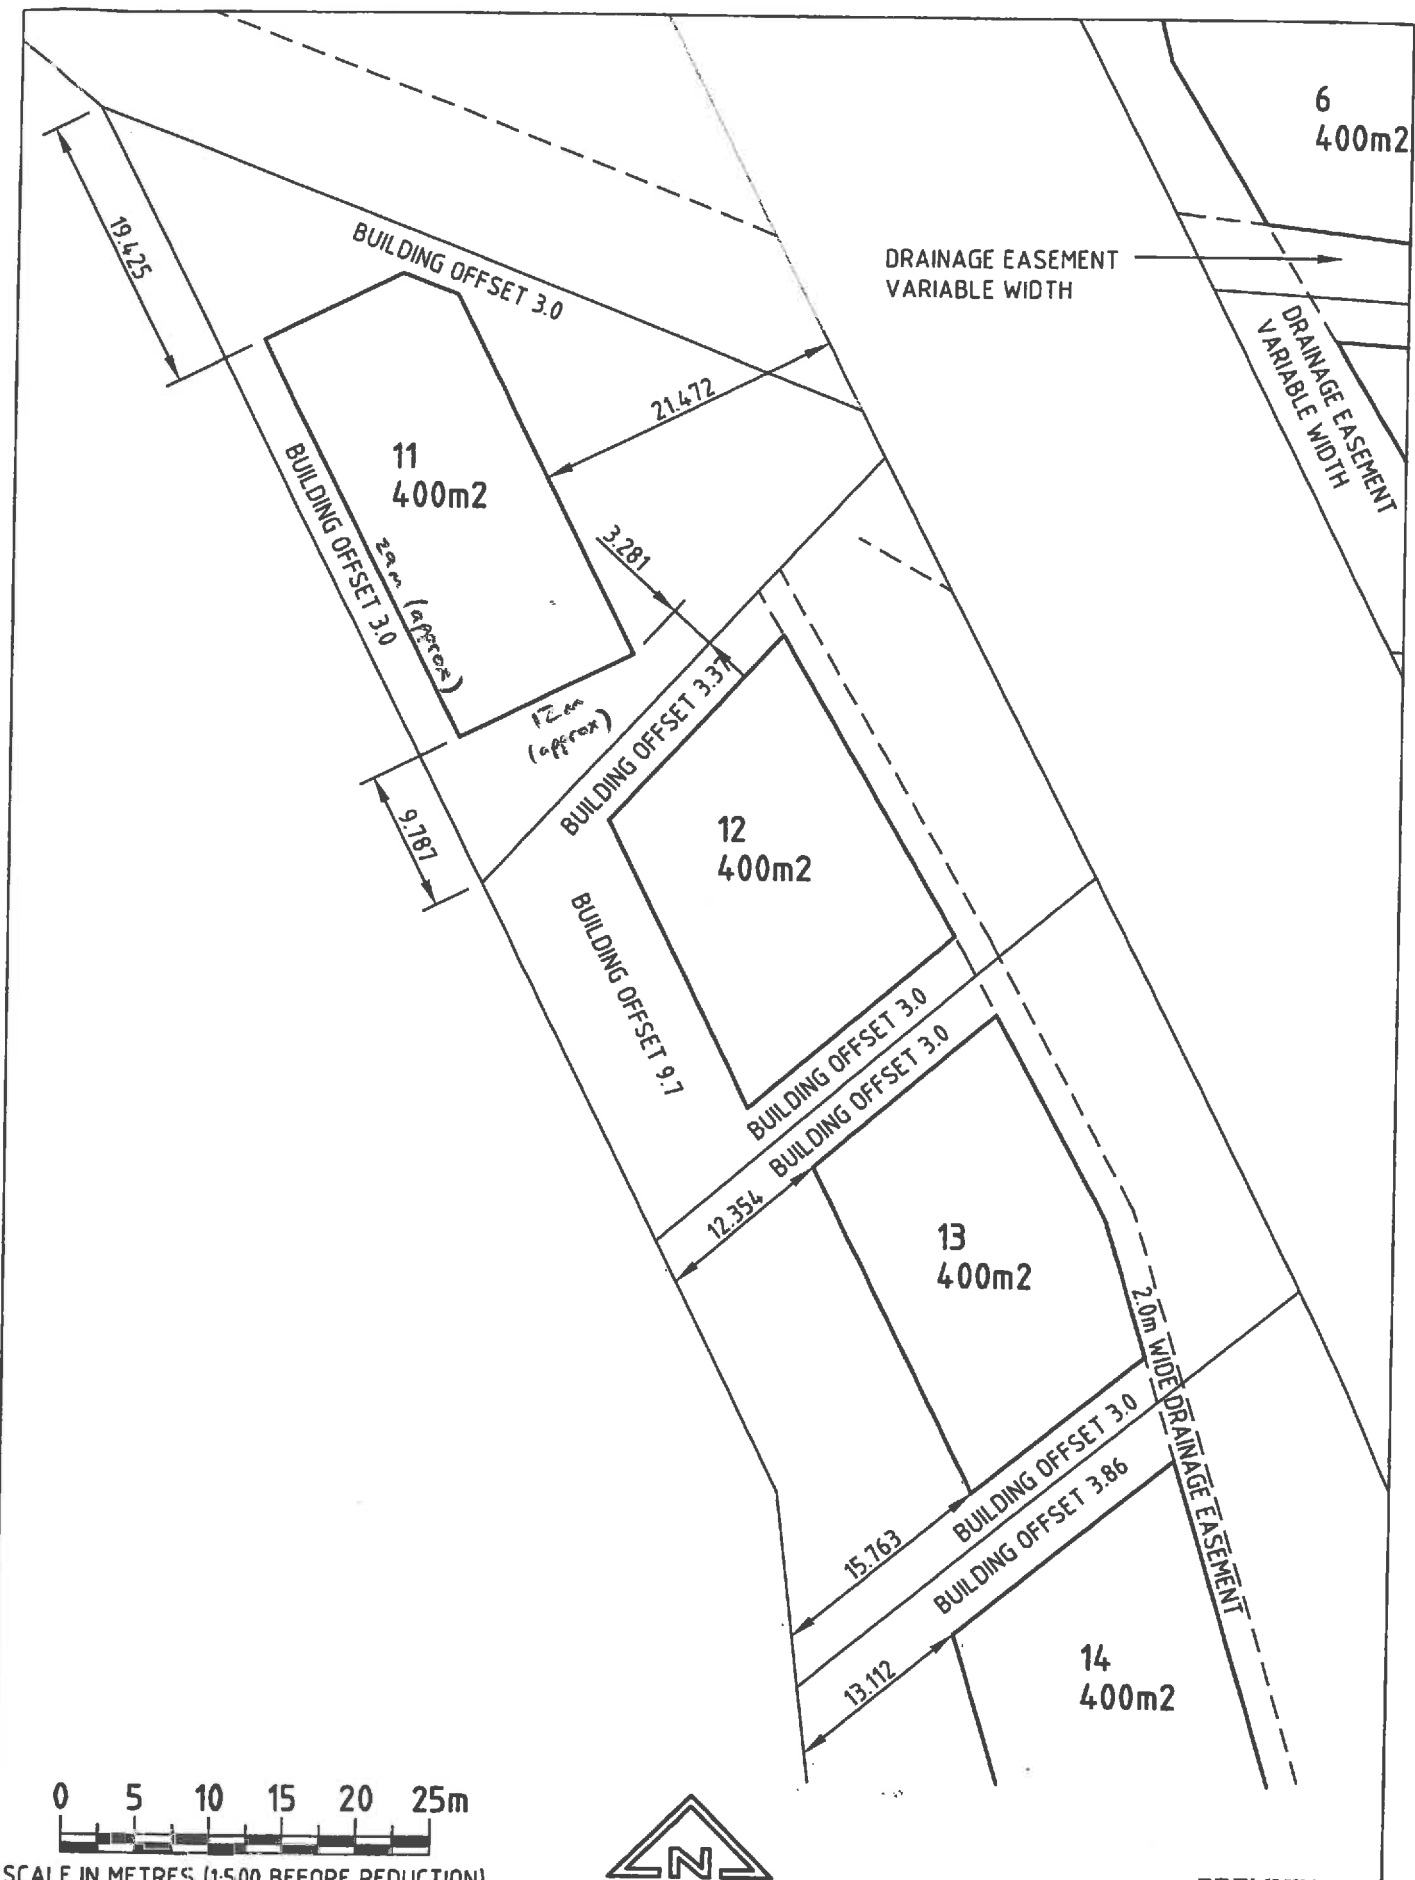 6
400m2
19.425
BUILDING OFFSET 3.0
DRAINAGE EASEMENT
VARIABLE WIDTH
DRAINAGE EASEMENT
VARIABLE WIDTH
21.472
11
400m2
BUILDING OFFSET 3.0
29m (approx)
3.281
12m
(approx)
BUILDING OFFSET 3.37
9.787
12
400m2
BUILDING OFFSET 9.7
BUILDING OFFSET 3.0
BUILDING OFFSET 3.0
12.354
13
400m2
2.0m WIDE DRAINAGE EASEMENT
BUILDING OFFSET 3.0
BUILDING OFFSET 3.86
15.763
13.112
14
400m2
0 5 10 15 20 25m
SCALE IN METRES (1:500 BEFORE REDUCTION)
N